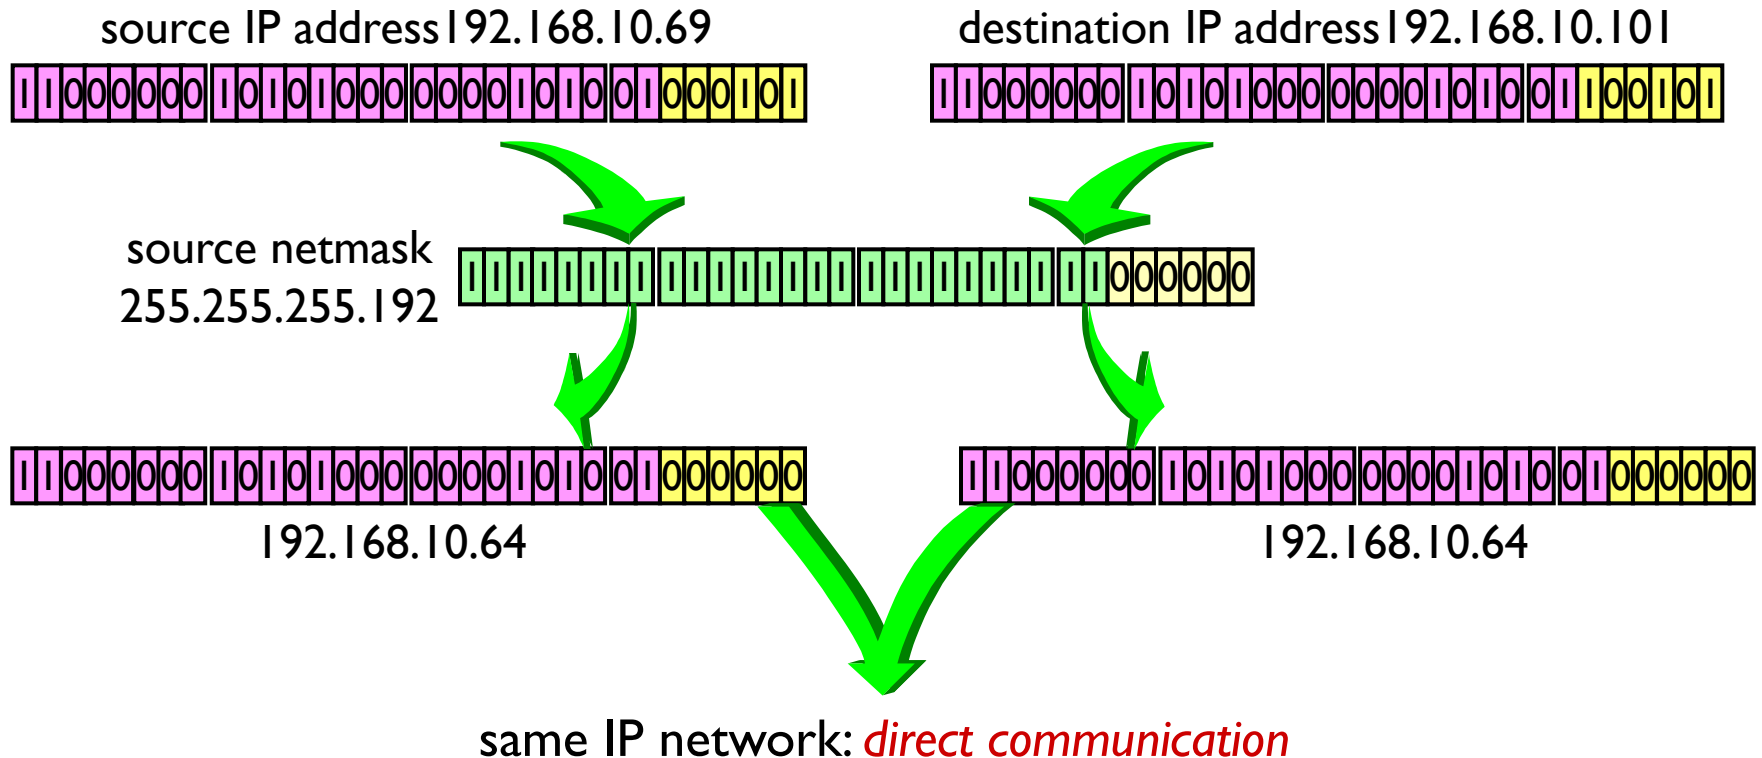 source IP address192.168.10.69
destination IP address192.168.10.101
11000000 10101000 00001010 01000101
11000000 10101000 00001010 01100101
source netmask
255.255.255.192
11111111 11111111 11111111 11000000
11000000 10101000 00001010 01000000
11000000 10101000 00001010 01000000
192.168.10.64
192.168.10.64
same IP network: direct communication